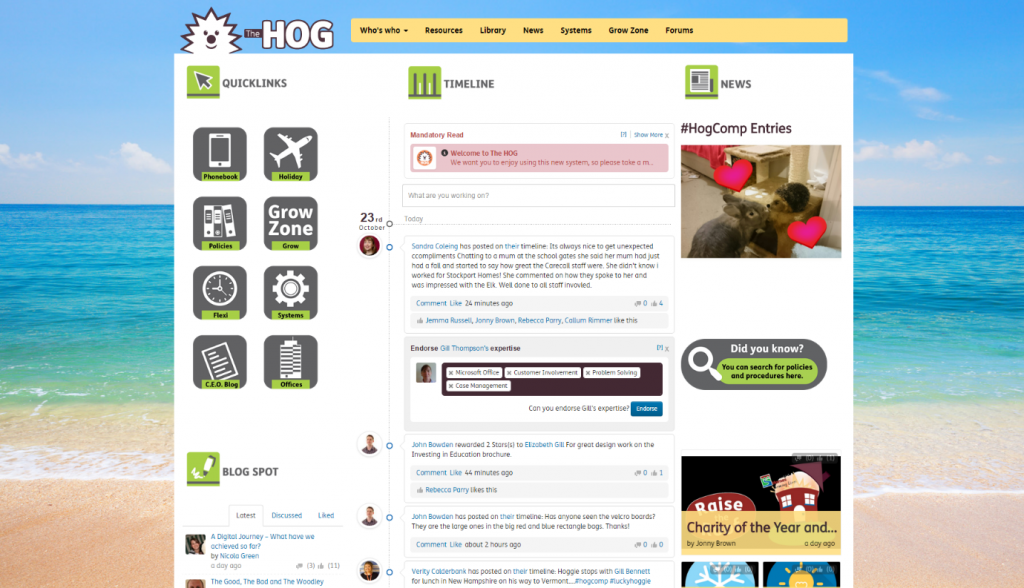 The HOG
Who's who
Resources
Library
News
Systems
Grow Zone
Forums
QUICKLINKS
Phonebook
Holiday
Policies
Grow
Zone
Grow
Flexi
Systems
C.E.O. Blog
Offices
BLOG SPOT
Latest
Discussed
Liked
A Digital Journey - What have we
achieved so far?
by Nicola Green
a day ago
(3)
(11)
The Good, The Bad and The Woodley
TIMELINE
Mandatory Read
Show More x
Welcome to The HOG
We want you to enjoy using this new system, so please take a m...
What are you working on?
23rd
October
Today
Sandra Coleing has posted on their timeline: Its always nice to get unexpected
ccompliments Chatting to a mum at the school gates she said her mum had just
had a fall and started to say how great the Carecall staff were. She didn't know I
worked for Stockport Homes! She commented on how they spoke to her and
was impressed with the Elk. Well done to all staff invovled.
Comment Like 24 minutes ago
0
4
Jemma Russell, Jonny Brown, Rebecca Parry, Callum Rimmer like this
Endorse Gill Thompson's expertise
x
x Microsoft Office
x Customer Involvement
x Problem Solving
x Case Management
Can you endorse Gill's expertise?
Endorse
John Bowden rewarded 2 Stars(s) to Elizabeth Gill For great design work on the
Investing in Education brochure.
Comment Like 44 minutes ago
0
1
Rebecca Parry likes this
John Bowden has posted on their timeline: Has anyone seen the velcro boards?
They are the large ones in the big red and blue rectangle bags. Thanks!
Comment Like about 2 hours ago
0
0
Verity Calderbank has posted on their timeline: Hoggie stops with Gill Bennett
for lunch in New Hampshire on his way to Vermont....#hogcomp #luckyhoggie
NEWS
#HogComp Entries
Did you know?
You can search for policies
and procedures here.
Raise
Charity of the Year and...
by Jonny Brown
a day ago